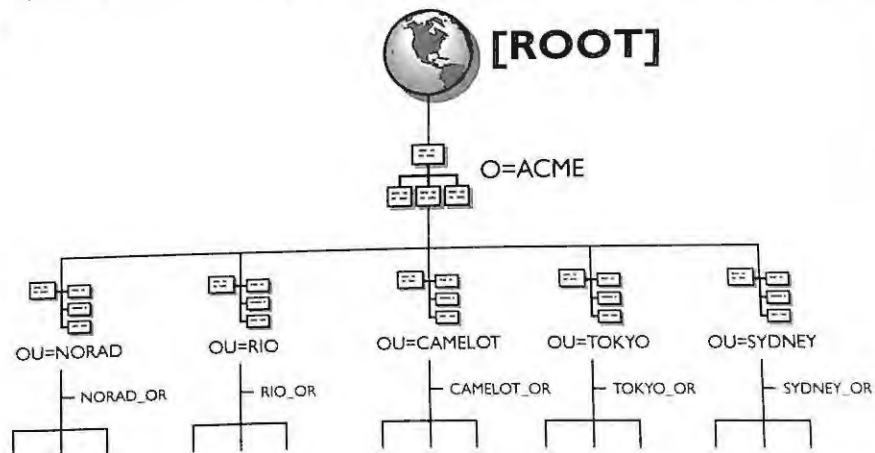 [ROOT]
O=ACME
OU=NORAD
OU=RIO
OU=CAMELOT
OU=TOKYO
OU=SYDNEY
NORAD_OR
RIO_OR
CAMELOT_OR
TOKYO_OR
SYDNEY_OR